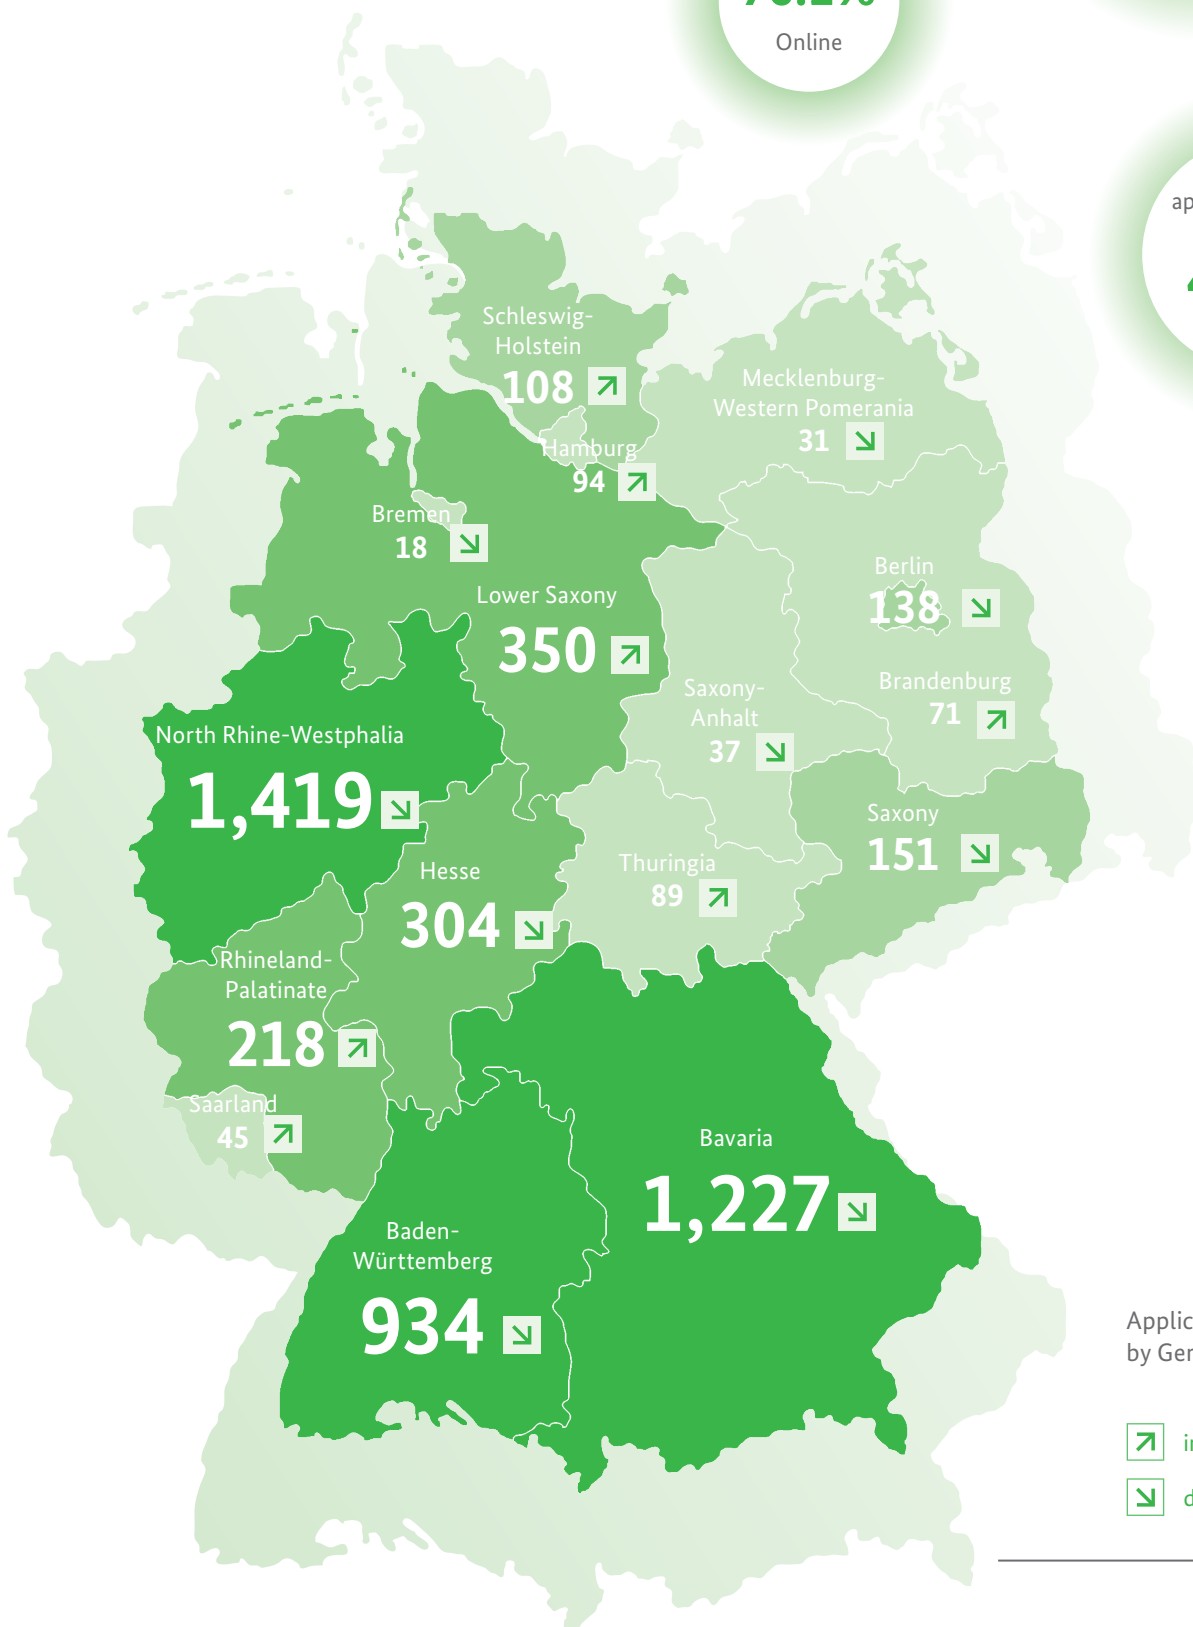 Online
Schleswig-
Holstein
108
Mecklenburg-
Western Pomerania
31
Hamburg
94
Bremen
18
Berlin
138
Lower Saxony
350
Brandenburg
71
Saxony-
Anhalt
37
North Rhine-Westphalia
1,419
Saxony
151
Thuringia
89
Hesse
304
Rhineland-
Palatinate
218
Saarland
45
Bavaria
1,227
Baden-
Württemberg
934
by